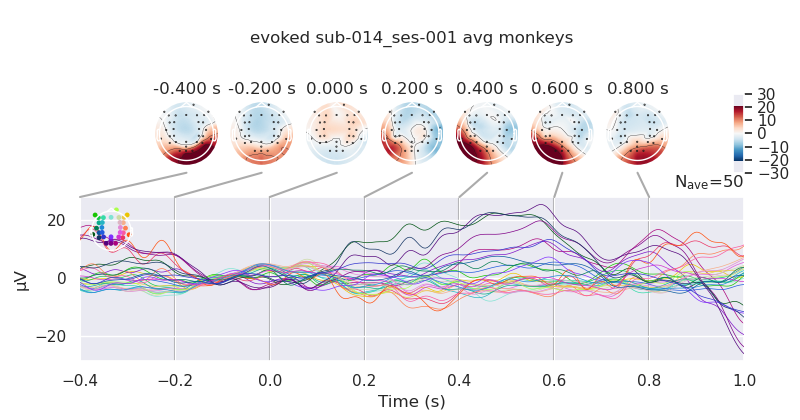 evoked sub-014_ses-001 avg monkeys
-0.400 s -0.200 s 0.000 s 0.200 s 0.400 s 0.600 s 0.800 s
30
20
10
0
−10
−20
−30
Nave=50
20
0
−20
µV
−0.4 −0.2 0.0 0.2 0.4 0.6 0.8 1.0
Time (s)